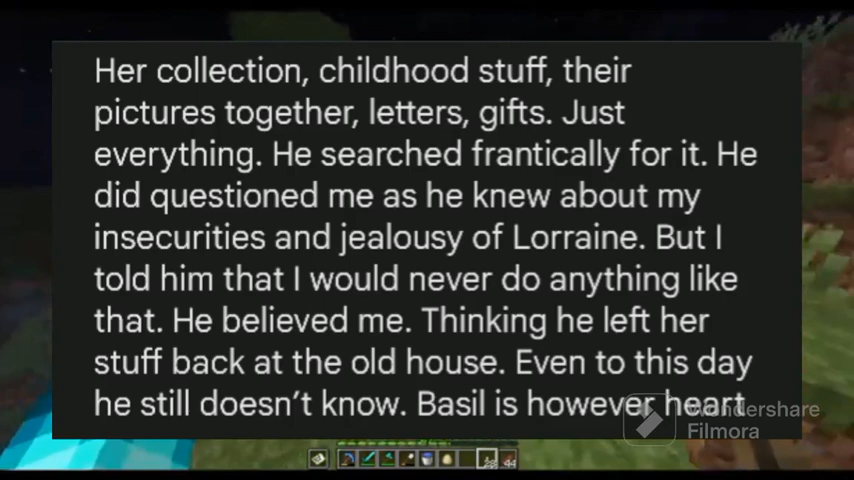 Her collection, childhood stuff, their
pictures together, letters, gifts. Just
everything. He searched frantically for it. He
did questioned me as he knew about my
insecurities and jealousy of Lorraine. But I
told him that I would never do anything like
that. He believed me. Thinking he left her
stuff back at the old house. Even to this day
he still doesn't know. Basil is however heart
Wondershare
Filmora
28
44